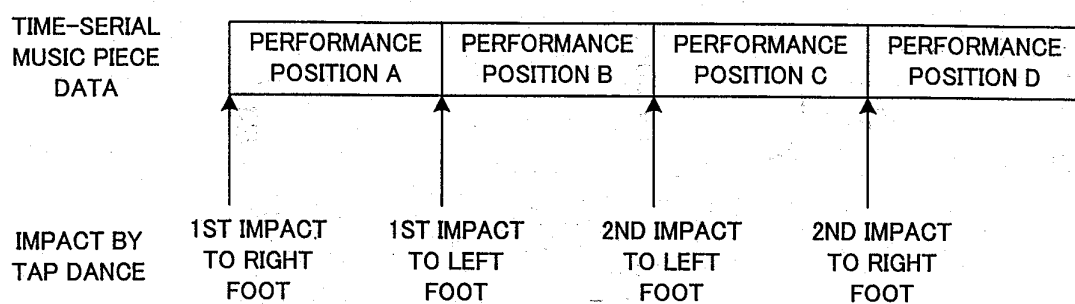 TIME-SERIAL
MUSIC PIECE
DATA
PERFORMANCE
POSITION A
PERFORMANCE
POSITION B
PERFORMANCE
POSITION C
PERFORMANCE
POSITION D
IMPACT BY
TAP DANCE
1ST IMPACT
TO RIGHT
FOOT
1ST IMPACT
TO LEFT
FOOT
2ND IMPACT
TO LEFT
FOOT
2ND IMPACT
TO RIGHT
FOOT